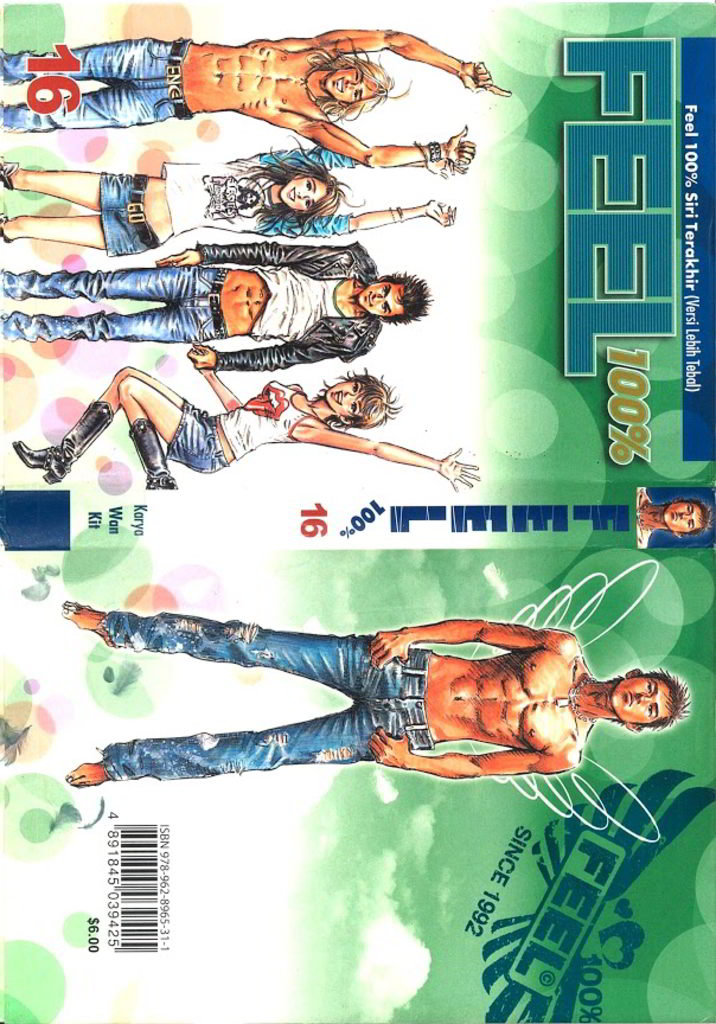 Feel 100% Siri Terakhir (Versi Lebih Tebal)
FEEL
100%
16
GD
FEEL
100%
16
Karya
Wan
Kit
FEEL ©
100%
SINCE 1992
ISBN 978-962-8965-31-1
4 891845 039425
$6.00